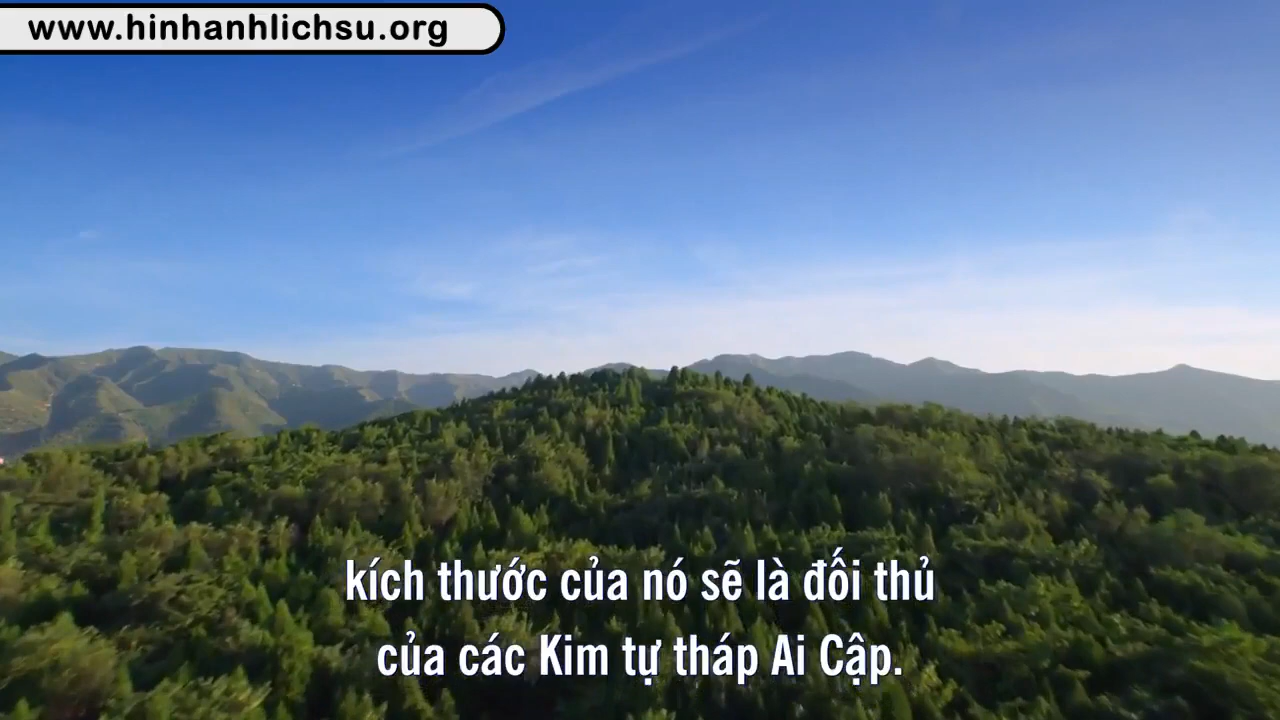 www.hinhanhlichsu.org
kích thước của nó sẽ là đối thủ
của các Kim tự tháp Ai Cập.